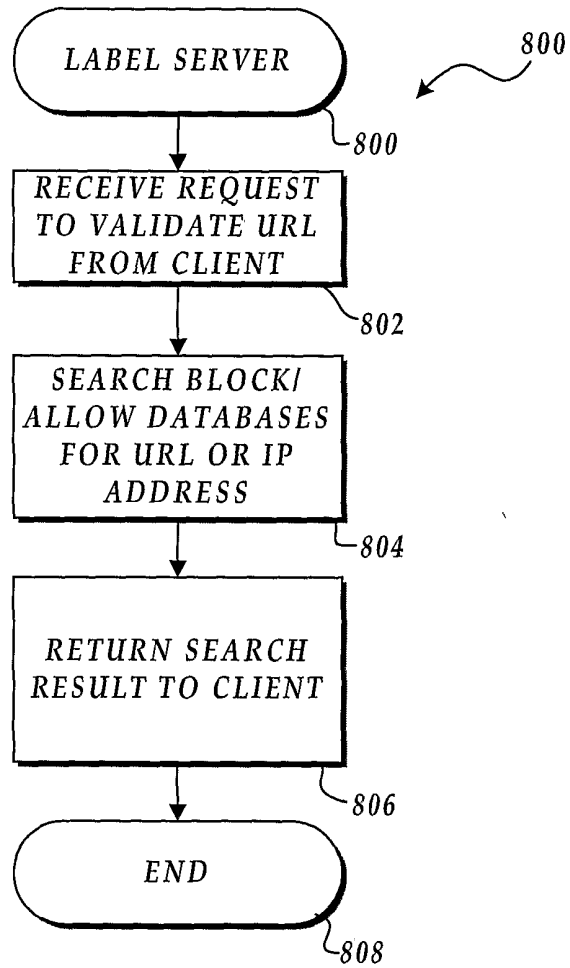 LABEL SERVER
800
800
RECEIVE REQUEST
TO VALIDATE URL
FROM CLIENT
802
SEARCH BLOCK/
ALLOW DATABASES
FOR URL OR IP
ADDRESS
804
RETURN SEARCH
RESULT TO CLIENT
806
END
808